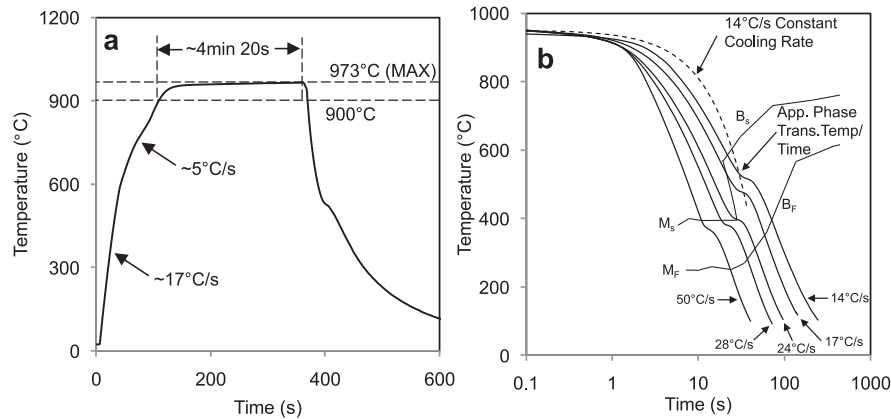 a
~4min 20s
973°C (MAX)
900°C
~5°C/s
~17°C/s
Temperature (°C)
1200
900
600
300
0
0
200
400
600
Time (s)
b
14°C/s Constant
Cooling Rate
Bs
App. Phase
Trans.Temp/
Time
BF
Ms
MF
50°C/s
28°C/s
24°C/s
17°C/s
14°C/s
Temperature (°C)
1000
800
600
400
200
0
0.1
1
10
100
1000
Time (s)